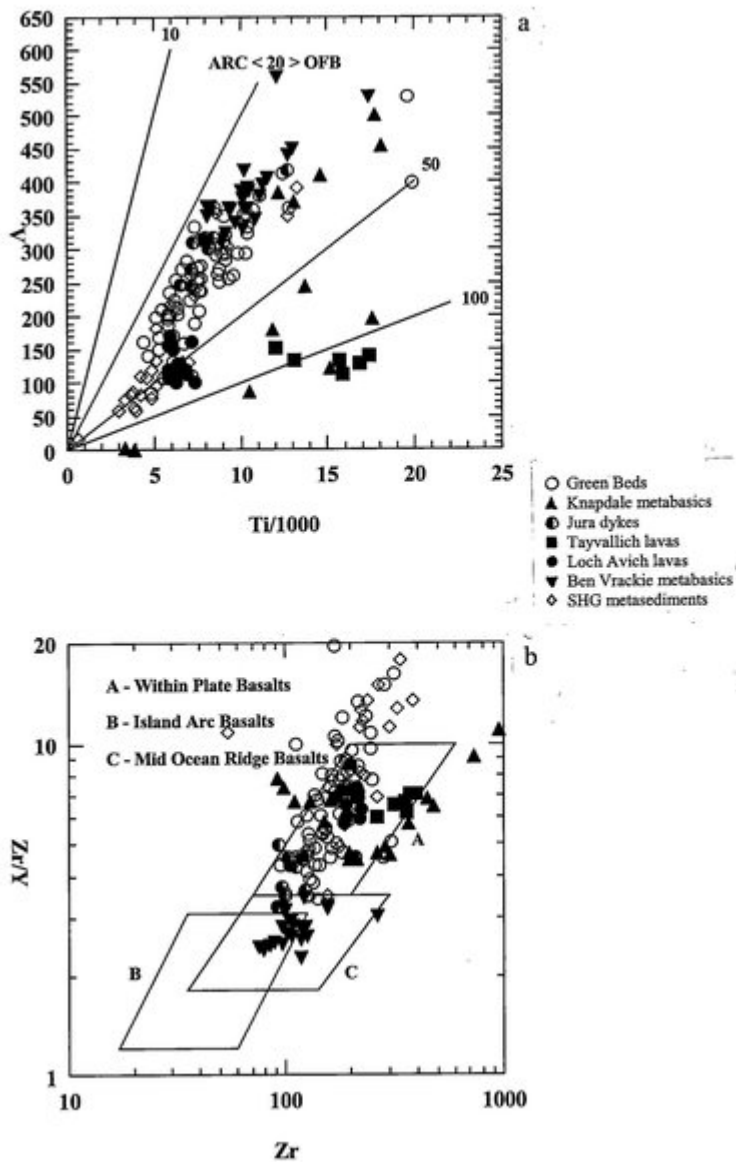 a
650
600
550
500
450
400
350
300
250
200
150
100
50
0
V
10
ARC < 20 > OFB
50
100
0 5 10 15 20 25
Ti/1000
Green Beds
Knapdale metabasics
Jura dykes
Tayvallich lavas
Loch Avich lavas
Ben Vrackie metabasics
SHG metasediments
b
20
10
1
Zr/Y
A - Within Plate Basalts
B - Island Arc Basalts
C - Mid Ocean Ridge Basalts
A
B
C
10 100 1000
Zr